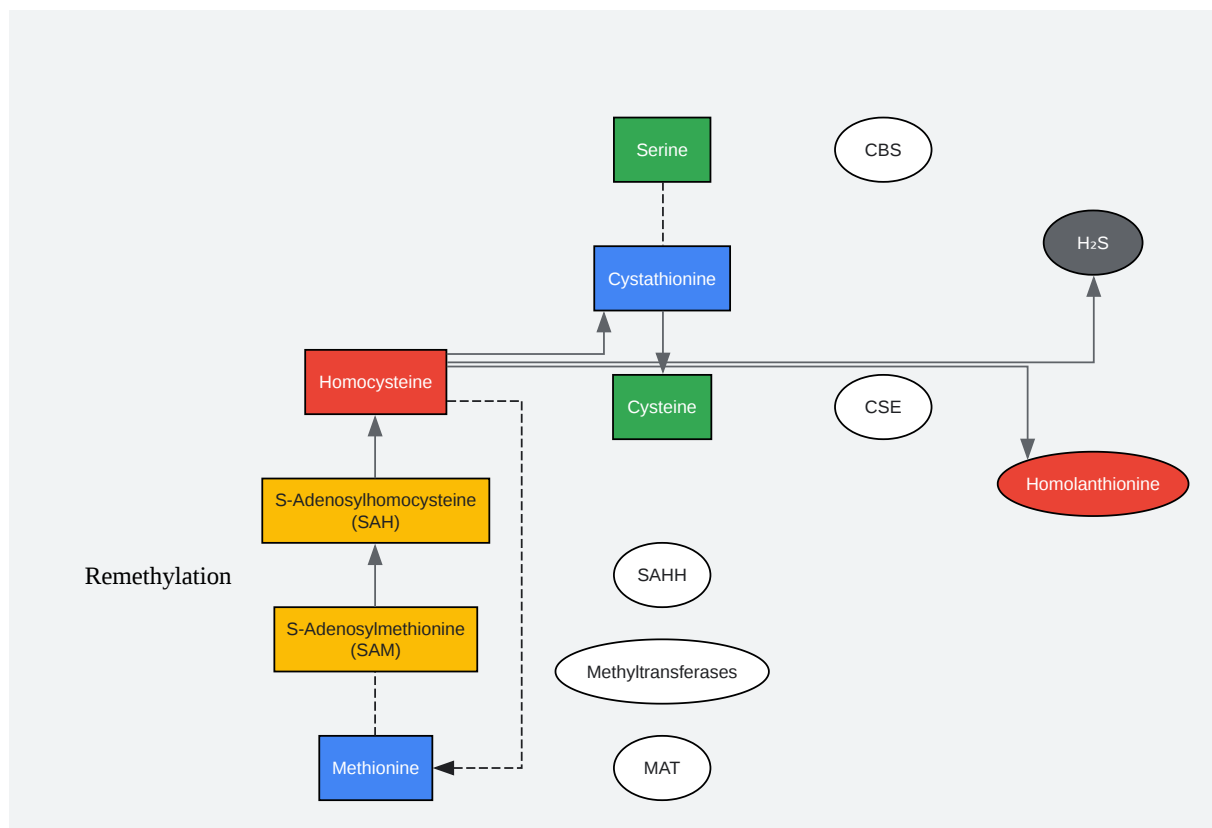 Serine
CBS
H₂S
Cystathionine
Homocysteine
Cysteine
CSE
Homolanthionine
S-Adenosylhomocysteine
(SAH)
Remethylation
SAHH
S-Adenosylmethionine
(SAM)
Methyltransferases
Methionine
MAT